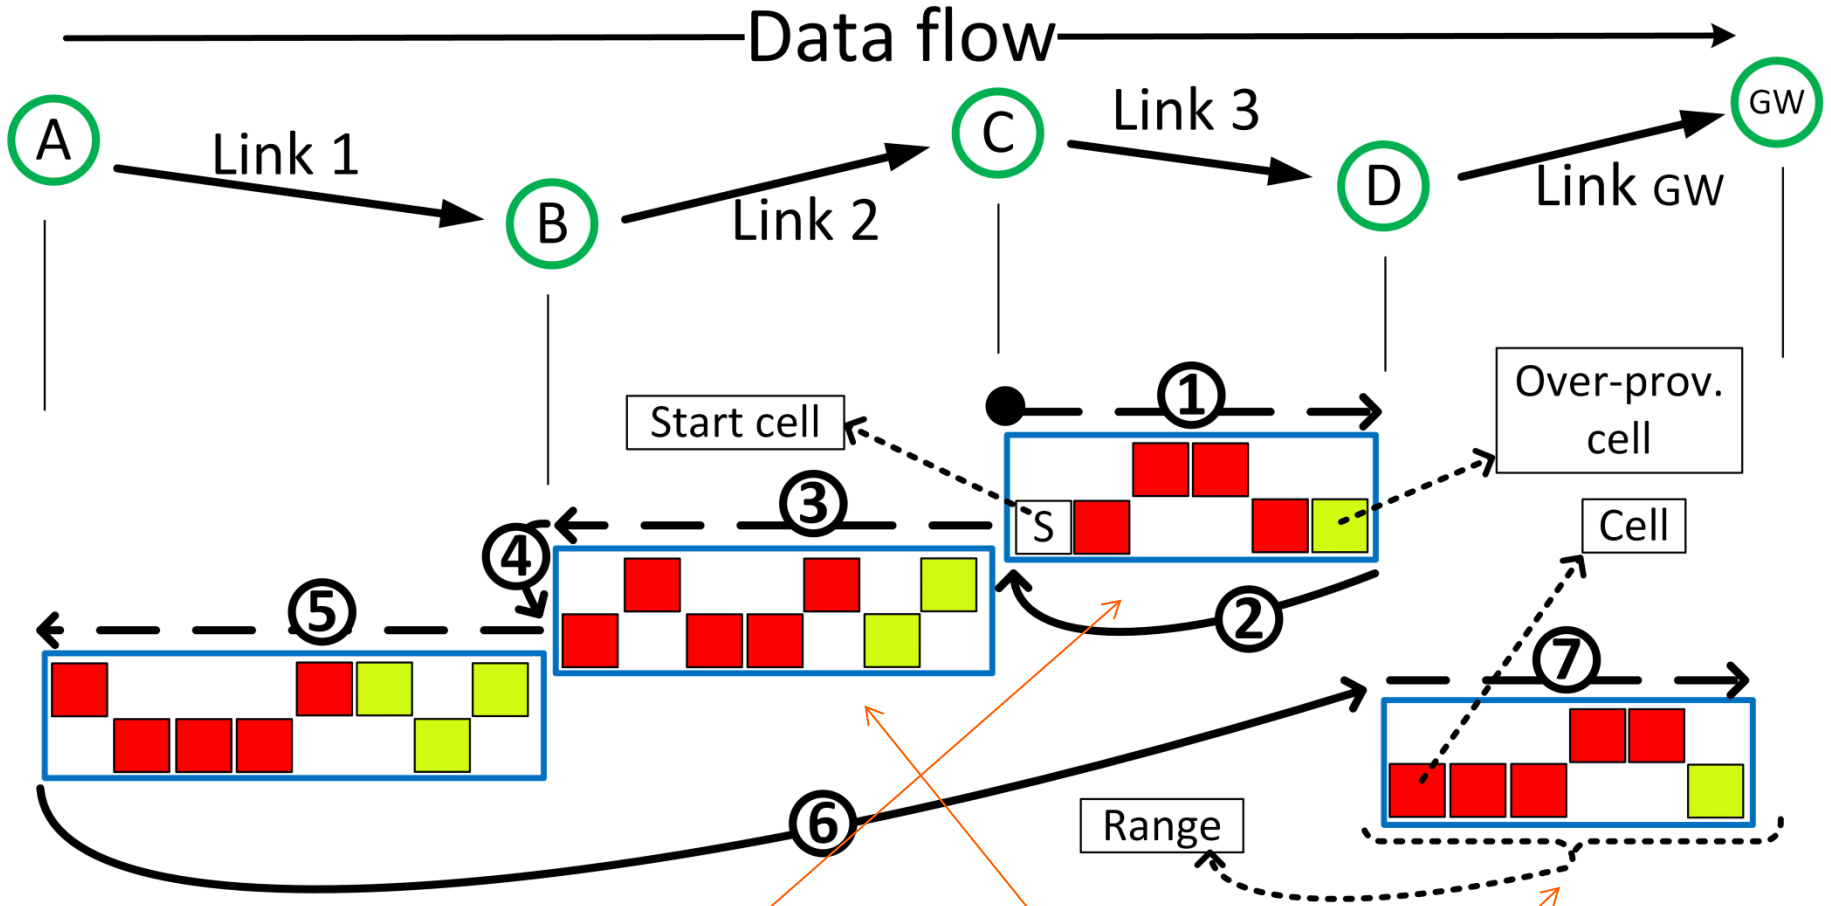 Data flow
A
Link 1
B
Link 2
C
Link 3
D
Link GW
GW
Start cell
1
Over-prov.
cell
S
Cell
3
4
2
5
7
6
Range